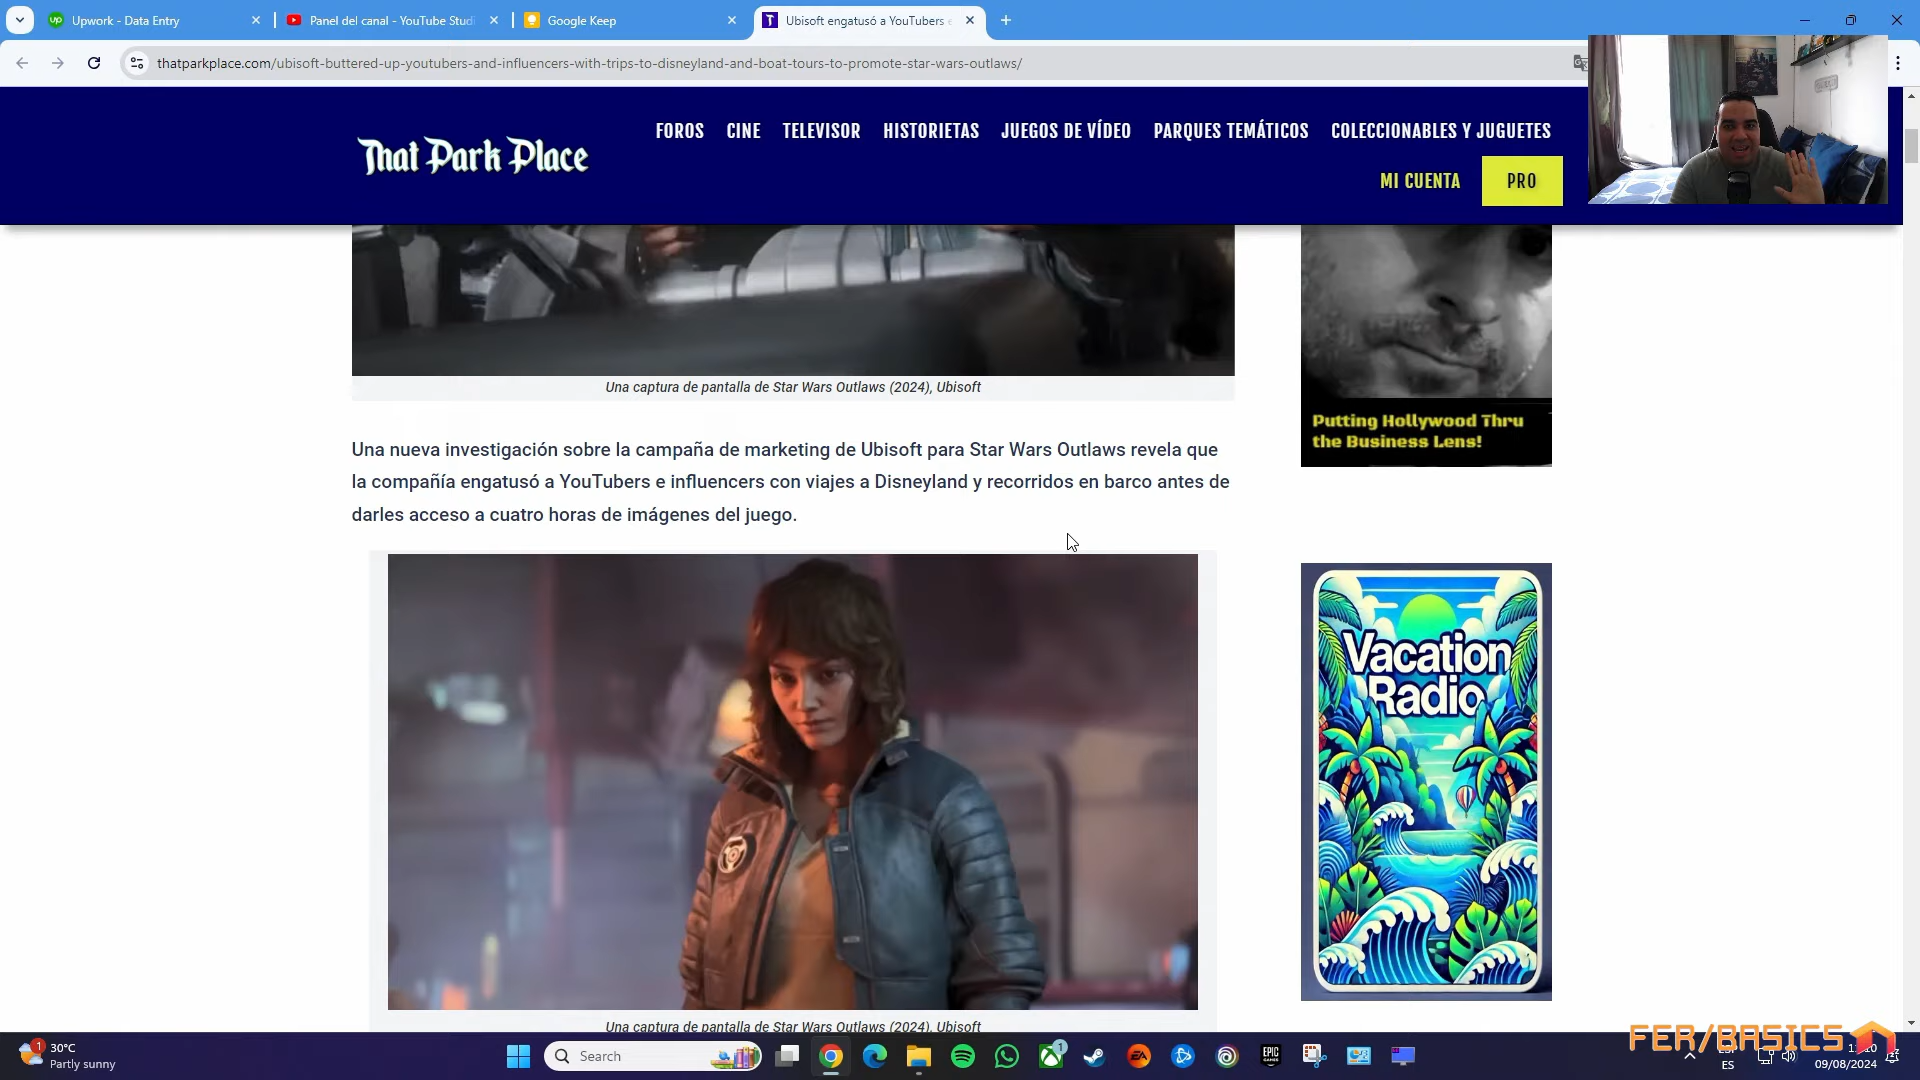 Upwork - Data Entry
Panel del canal - YouTube Stud
Google Keep
Ubisoft engatusó a YouTubers e
thatparkplace.com/ubisoft-buttered-up-youtubers-and-influencers-with-trips-to-disneyland-and-boat-tours-to-promote-star-wars-outlaws/
That Park Place
FOROS CINE TELEVISOR HISTORIETAS JUEGOS DE VÍDEO PARQUES TEMÁTICOS COLECCIONABLES Y JUGUETES
MI CUENTA PRO
Una captura de pantalla de Star Wars Outlaws (2024), Ubisoft
Putting Hollywood Thru
the Business Lens!
Una nueva investigación sobre la campaña de marketing de Ubisoft para Star Wars Outlaws revela que
la compañía engatusó a YouTubers e influencers con viajes a Disneyland y recorridos en barco antes de
darles acceso a cuatro horas de imágenes del juego.
Vacation
Radio
Una captura de pantalla de Star Wars Outlaws (2024), Ubisoft
FER/BASICS
30°C
Partly sunny
Search
ES
09/08/2024